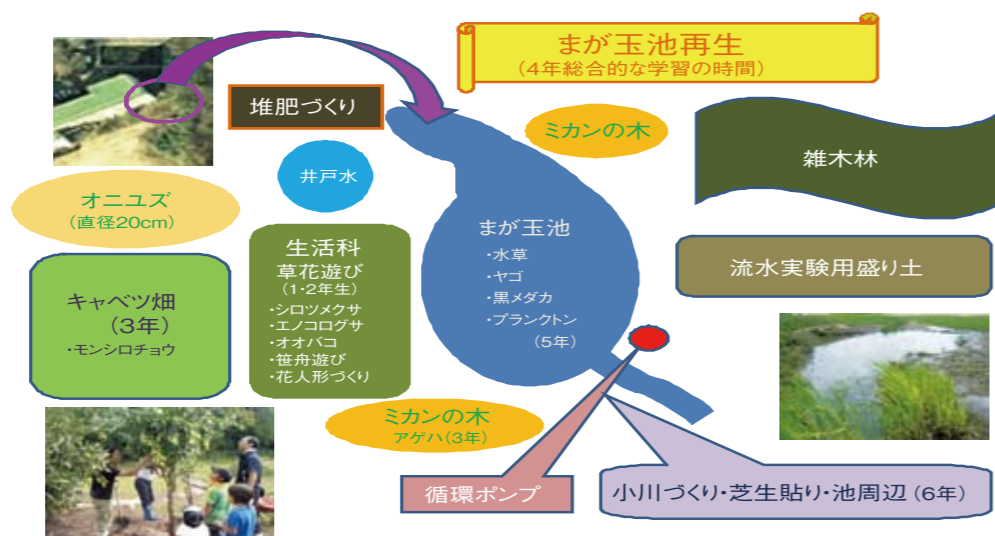 まが玉池再生
(4年総合的な学習の時間)
堆肥づくり
ミカンの木
雑木林
井戸水
オニユズ
(直径20cm)
生活科
草花遊び
(1・2年生)
・シロツメクサ
・エノコログサ
・オオバコ
・笹舟遊び
・花人形づくり
まが玉池
・水草
・ヤゴ
・黒メダカ
・プランクトン
(5年)
流水実験用盛り土
キャベツ畑
(3年)
・モンシロチョウ
ミカンの木
アゲハ(3年)
循環ポンプ
小川づくり・芝生貼り・池周辺(6年)